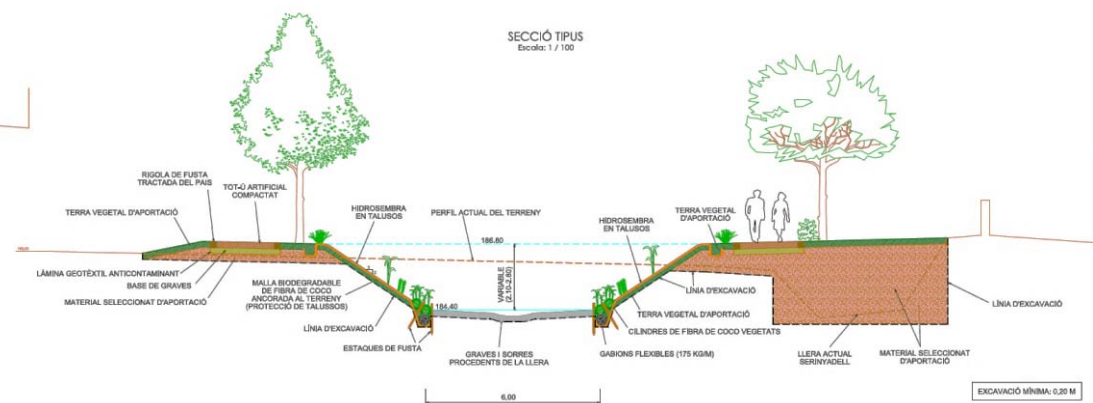 SECCIÓ TIPUS
Escala: 1 / 100
RIGOLA DE FUSTA
TRACTADA DEL PAIS
TOT-Ú ARTIFICIAL
COMPACTAT
TERRA VEGETAL D'APORTACIÓ
HIDROSEMBRA
EN TALUSOS
PERFIL ACTUAL DEL TERRENY
HIDROSEMBRA
EN TALUSOS
TERRA VEGETAL
D'APORTACIÓ
186.80
LÀMINA GEOTÈXTIL ANTICONTAMINANT
BASE DE GRAVES
MATERIAL SELECCIONAT D'APORTACIÓ
MALLA BIODEGRADABLE
DE FIBRA DE COCO
ANCORADA AL TERRENY
(PROTECCIÓ DE TALUSSOS)
LÍNIA D'EXCAVACIÓ
ESTAQUES DE FUSTA
184.40
VARIABLE
(2.10-2.60)
GRAVES I SORRES
PROCEDENTS DE LA LLERA
LÍNIA D'EXCAVACIÓ
TERRA VEGETAL D'APORTACIÓ
CILINDRES DE FIBRA DE COCO VEGETATS
GABIONS FLEXIBLES (175 KG/M)
LLERA ACTUAL
SERINYADELL
MATERIAL SELECCIONAT
D'APORTACIÓ
LÍNIA D'EXCAVACIÓ
6,00
EXCAVACIÓ MÍNIMA: 0,20 M